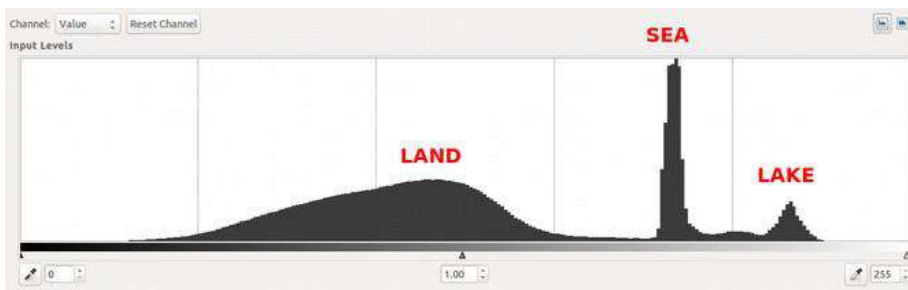 Channel: Value Reset Channel
Input Levels
SEA
LAND
LAKE
0 1.00 255